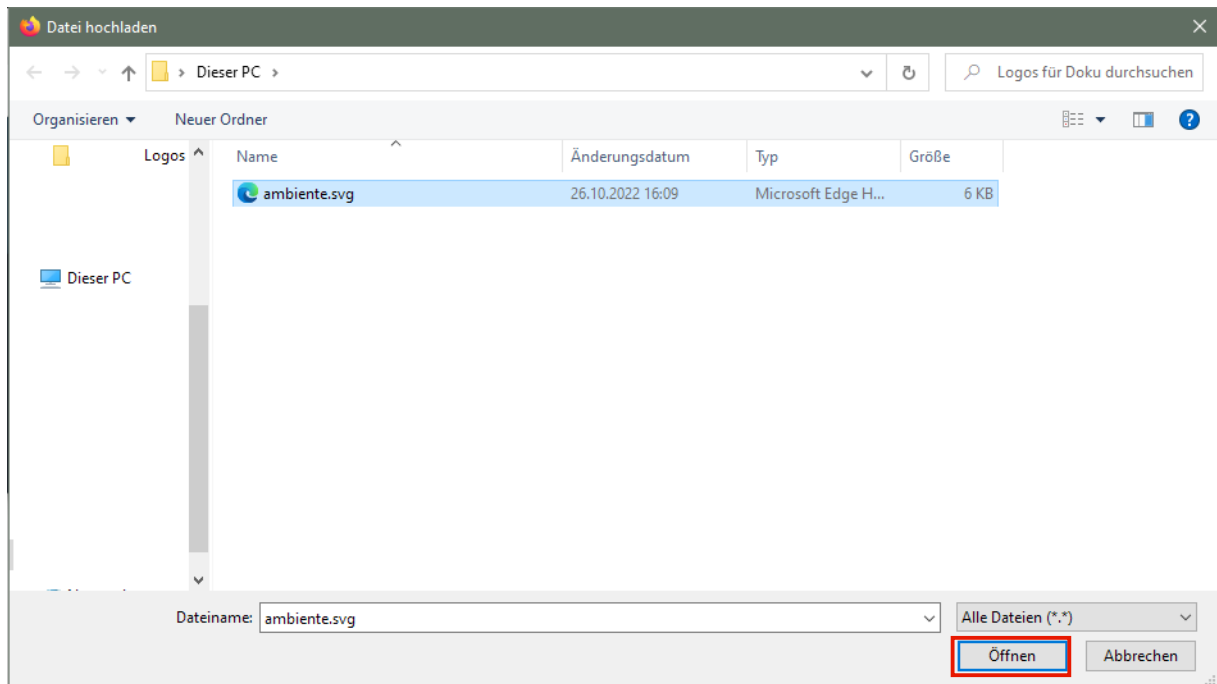 Datei hochladen
Dieser PC
Logos für Doku durchsuchen
Organisieren Neuer Ordner
Logos Name Änderungsdatum Typ Größe
ambiente.svg 26.10.2022 16:09 Microsoft Edge H... 6 KB
Dieser PC
Dateiname: ambiente.svg Alle Dateien (*.*)
Öffnen Abbrechen